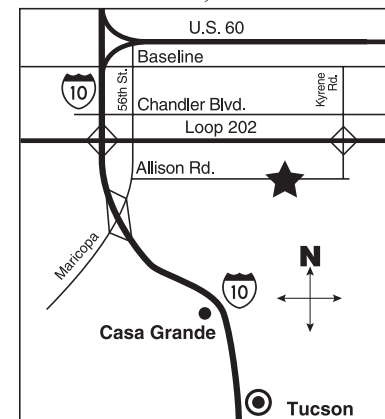 U.S. 60
Baseline
10
56th St.
Kyrene
Rd.
Chandler Blvd.
Loop 202
Allison Rd.
Maricopa
N
10
Casa Grande
Tucson